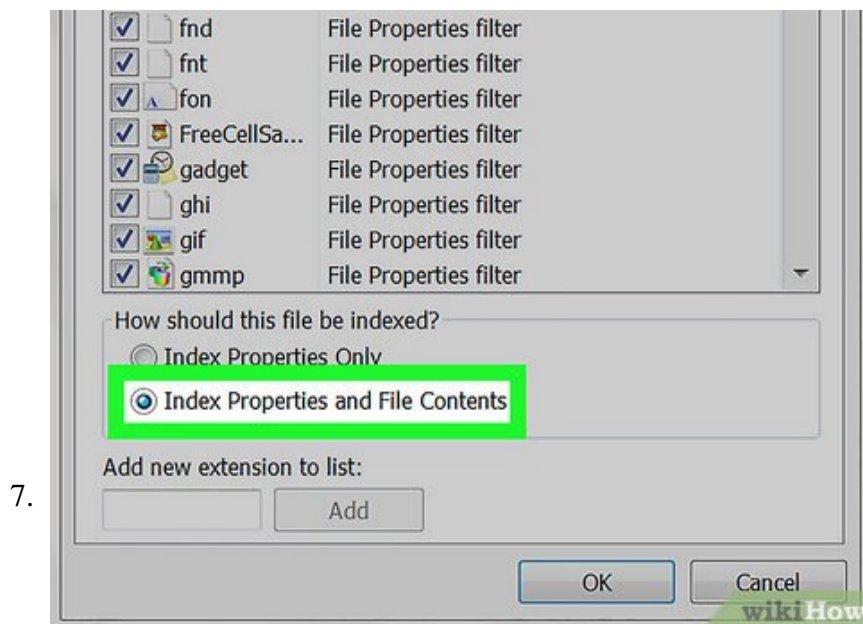 fnd File Properties filter
fnt File Properties filter
fon File Properties filter
FreeCellSa... File Properties filter
gadget File Properties filter
ghi File Properties filter
gif File Properties filter
gmmp File Properties filter
How should this file be indexed?
Index Properties Only
Index Properties and File Contents
Add new extension to list:
7.
Add
OK Cancel
wikiHow